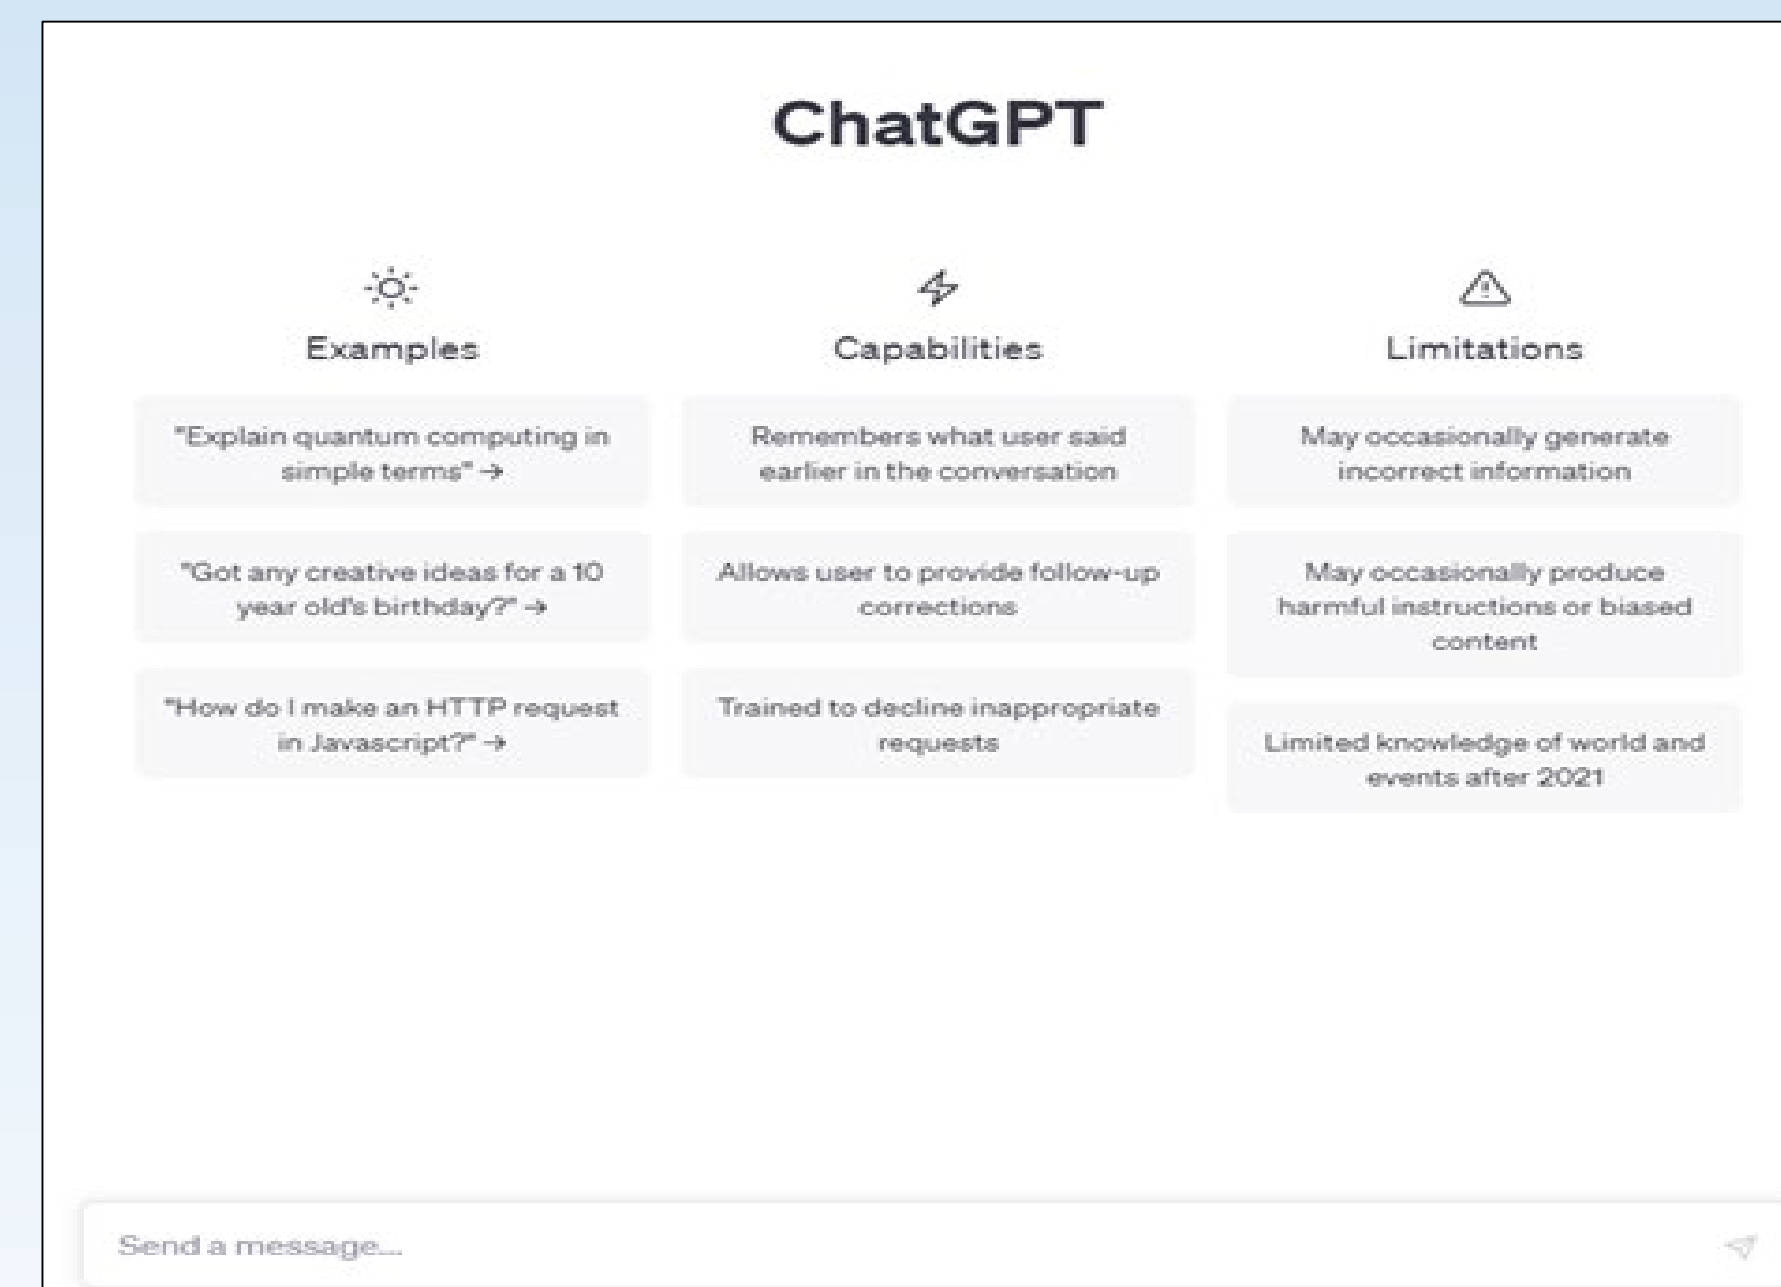 ChatGPT
Examples
"Explain quantum computing in
simple terms" →
"Got any creative ideas for a 10
year old's birthday?" →
"How do I make an HTTP request
in Javascript?" →
Capabilities
Remembers what user said
earlier in the conversation
Allows user to provide follow-up
corrections
Trained to decline inappropriate
requests
Limitations
May occasionally generate
incorrect information
May occasionally produce
harmful instructions or biased
content
Limited knowledge of world and
events after 2021
Send a message...